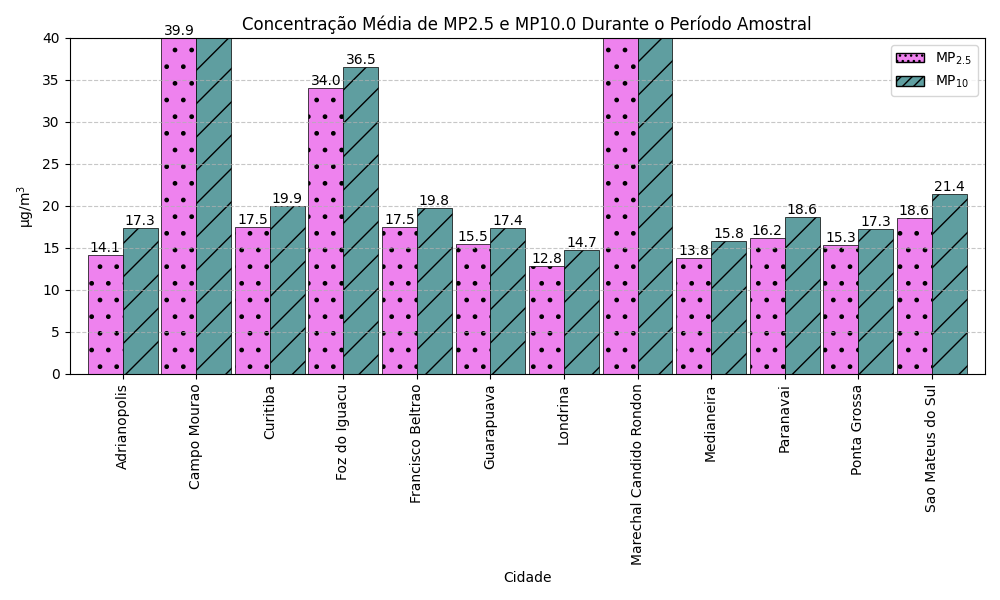 Concentração Média de MP2.5 e MP10.0 Durante o Período Amostral
MP2.5
MP10
µg/m³
40
35
30
25
20
15
10
5
0
14.1
17.3
39.9
17.5
19.9
34.0
36.5
17.5
19.8
15.5
17.4
12.8
14.7
13.8
15.8
16.2
18.6
15.3
17.3
18.6
21.4
Adrianopolis
Campo Mourao
Curitiba
Foz do Iguacu
Francisco Beltrao
Guarapuava
Londrina
Marechal Candido Rondon
Medianeira
Paranavai
Ponta Grossa
Sao Mateus do Sul
Cidade